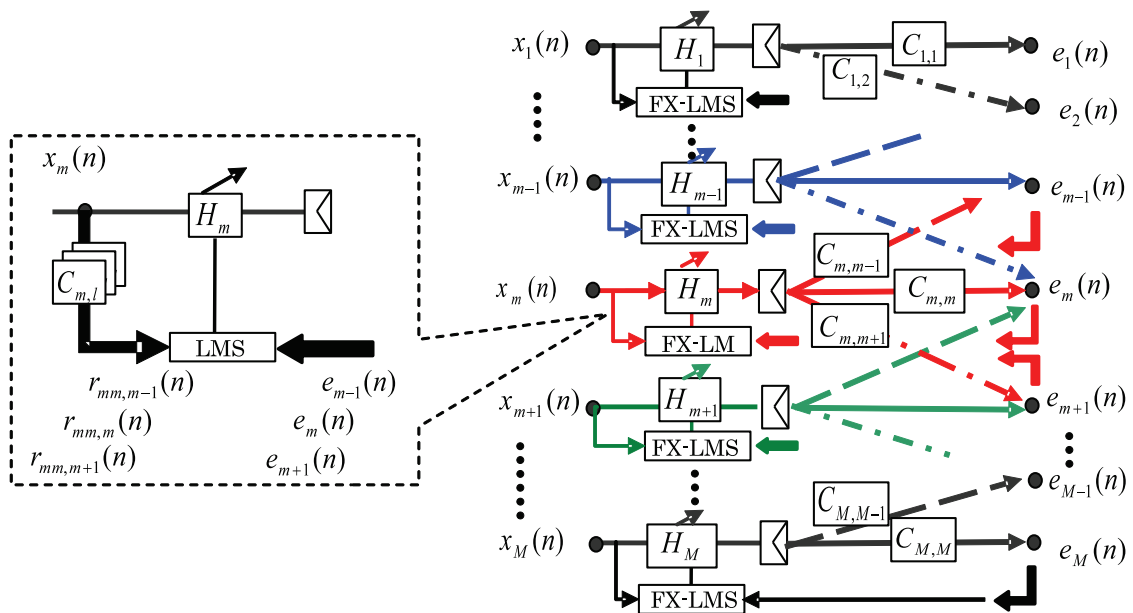 x_m(n)
H_m
C_{m,l}
LMS
r_{mm,m-1}(n)
e_{m-1}(n)
r_{mm,m}(n)
e_m(n)
r_{mm,m+1}(n)
e_{m+1}(n)
x_1(n)
H_1
C_{1,1}
e_1(n)
C_{1,2}
FX-LMS
e_2(n)
x_{m-1}(n)
H_{m-1}
e_{m-1}(n)
FX-LMS
C_{m,m-1}
x_m(n)
H_m
C_{m,m}
e_m(n)
FX-LM
C_{m,m+1}
x_{m+1}(n)
H_{m+1}
e_{m+1}(n)
FX-LMS
C_{M,M-1}
e_{M-1}(n)
x_M(n)
H_M
C_{M,M}
e_M(n)
FX-LMS